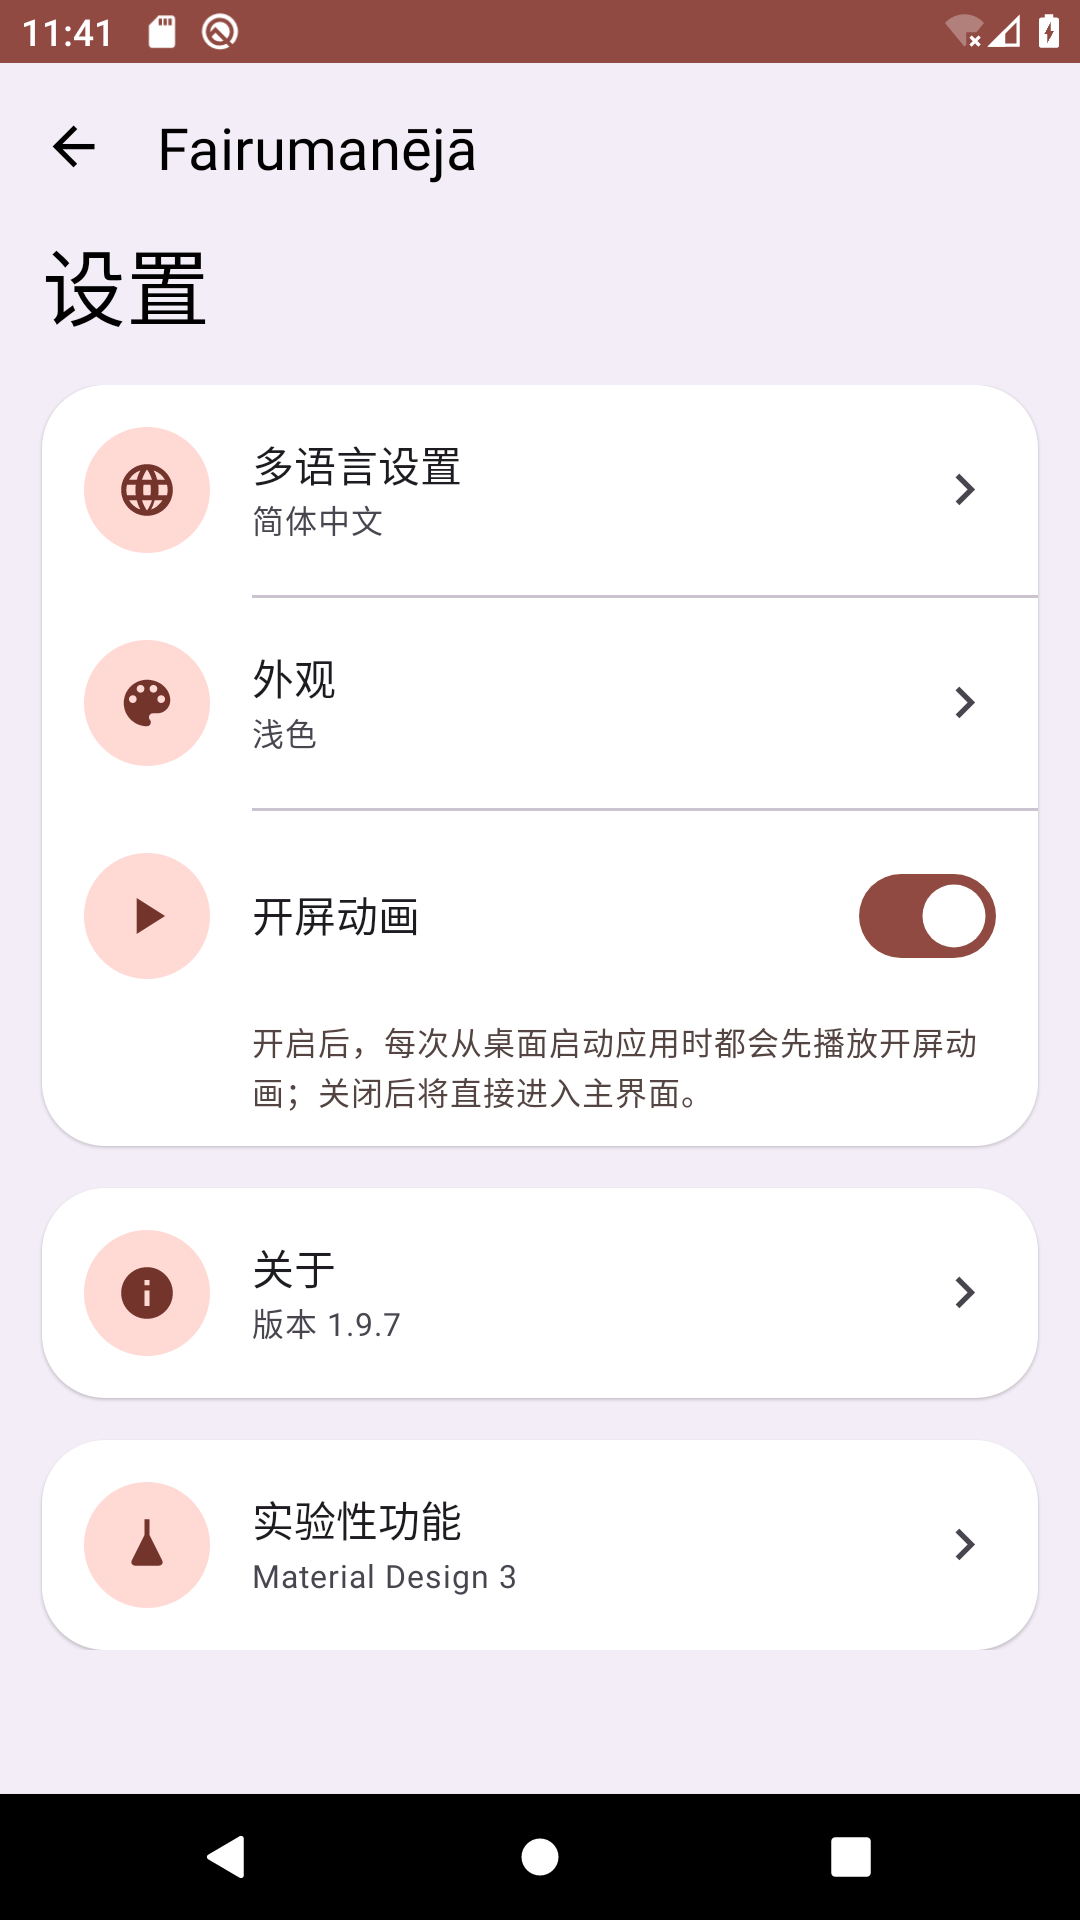 11:41
Fairumanējā
设置
多语言设置
简体中文
外观
浅色
开屏动画
开启后，每次从桌面启动应用时都会先播放开屏动
画；关闭后将直接进入主界面。
关于
版本 1.9.7
实验性功能
Material Design 3